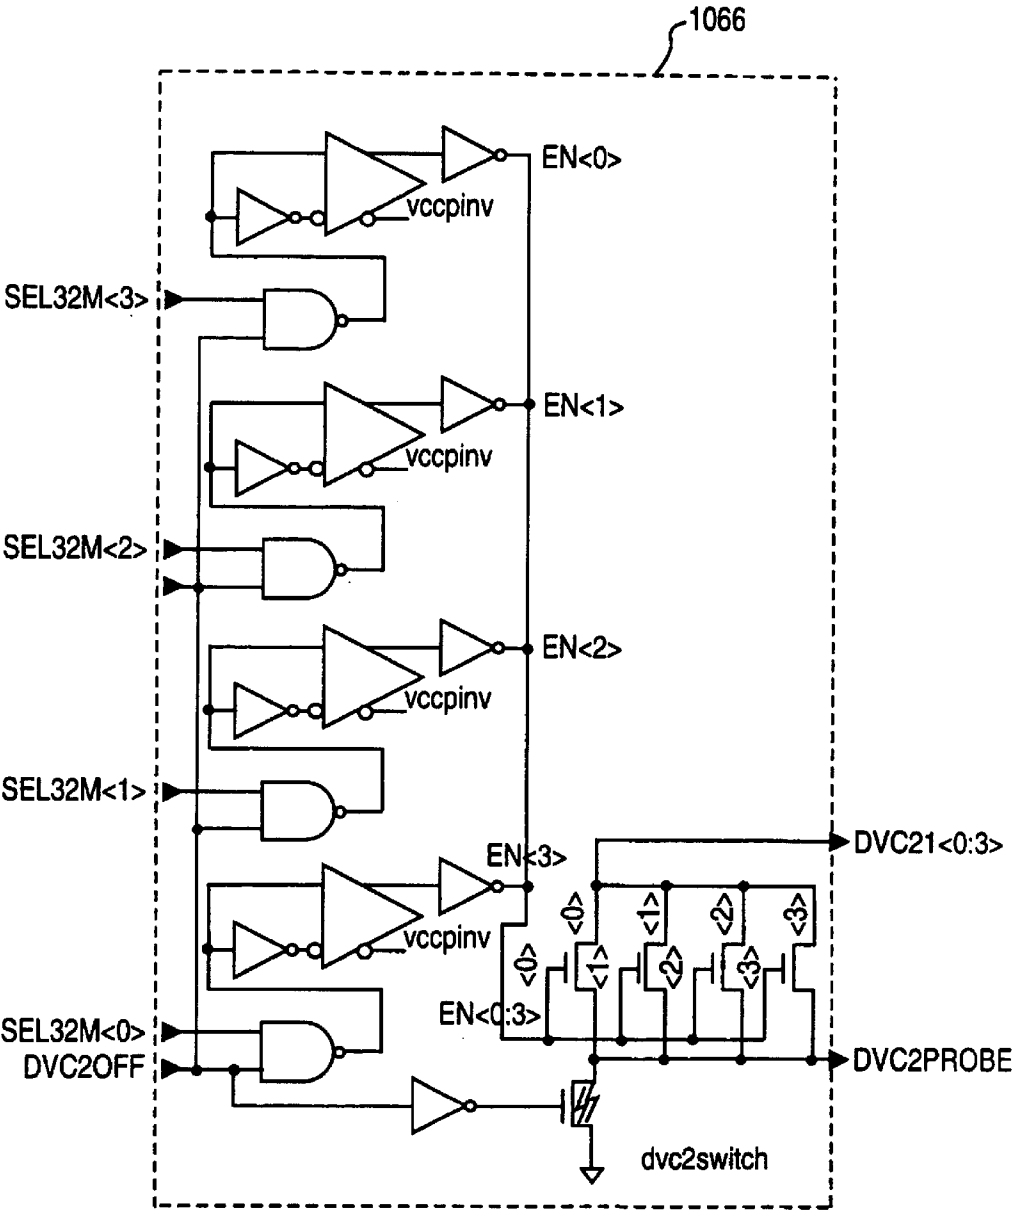 1066
EN<0>
vccpinv
SEL32M<3>
EN<1>
vccpinv
SEL32M<2>
EN<2>
vccpinv
SEL32M<1>
DVC21<0:3>
EN<3>
<0>
<1>
<2>
<3>
vccpinv
<0>
<1>
<2>
<3>
EN<0:3>
SEL32M<0>
DVC2OFF
DVC2PROBE
dvc2switch